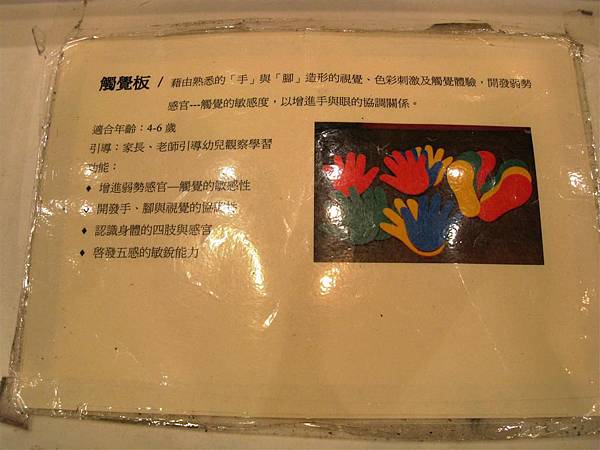 觸覺板 / 藉由熟悉的「手」與「腳」造形的視覺、色彩刺激及觸覺體驗，開發弱勢
感官---觸覺的敏感度，以增進手與眼的協調關係。
適合年齡：4-6 歲
引導：家長、老師引導幼兒觀察學習
功能：
♦ 增進弱勢感官—觸覺的敏感性
♦ 開發手、腳與視覺的協調性
♦ 認識身體的四肢與感官
♦ 啓發五感的敏銳能力